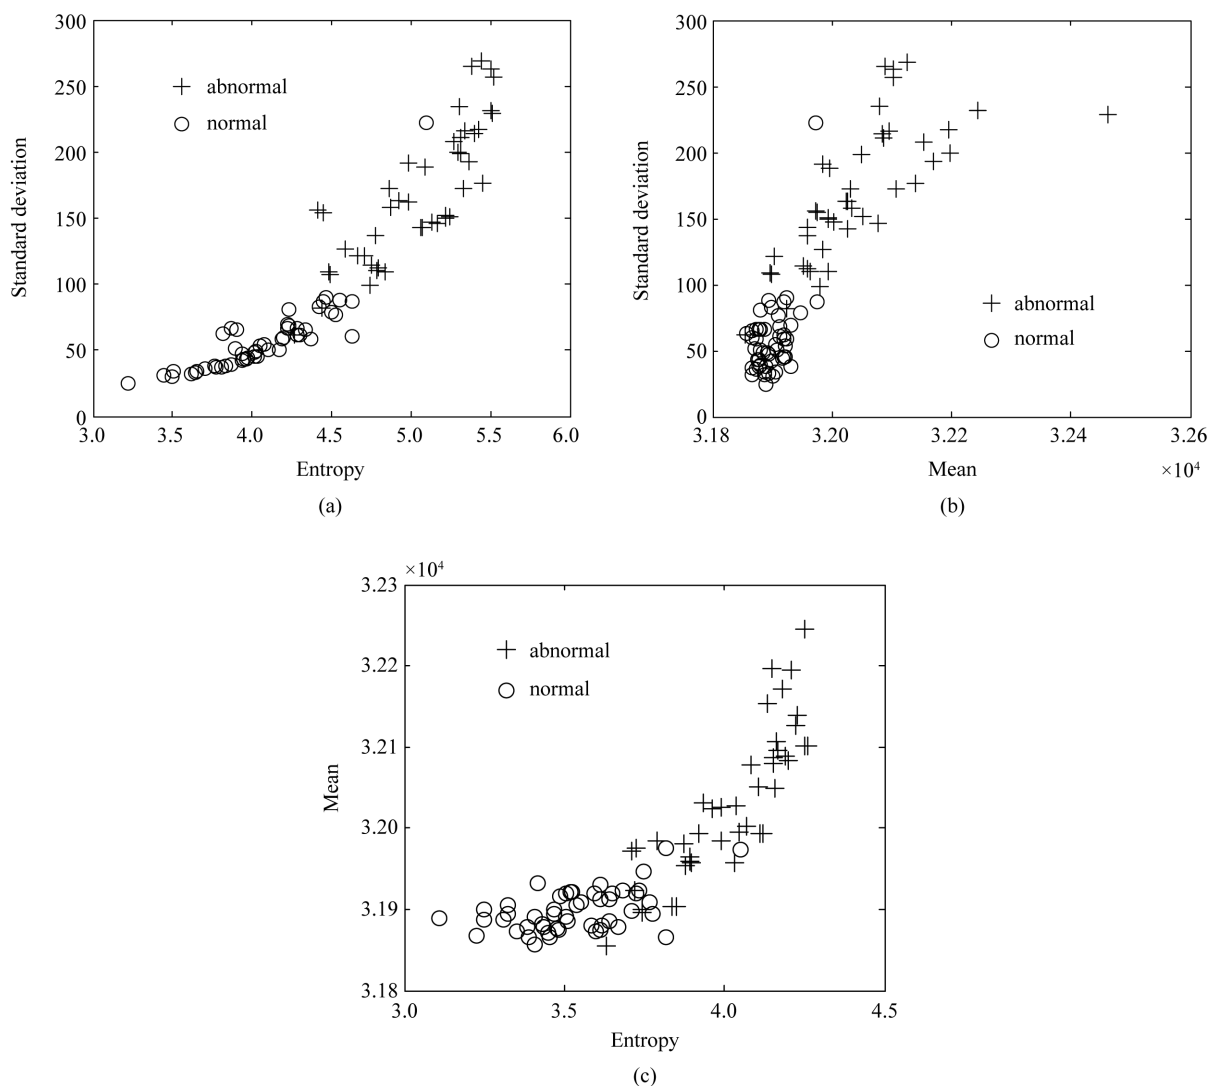 300
250
200
150
100
50
0
Standard deviation
abnormal
normal
3.0 3.5 4.0 4.5 5.0 5.5 6.0
Entropy
(a)
300
250
200
150
100
50
0
Standard deviation
abnormal
normal
3.18 3.20 3.22 3.24 3.26
Mean ×10⁴
(b)
×10⁴
3.23
3.22
3.21
3.20
3.19
3.18
Mean
abnormal
normal
3.0 3.5 4.0 4.5
Entropy
(c)